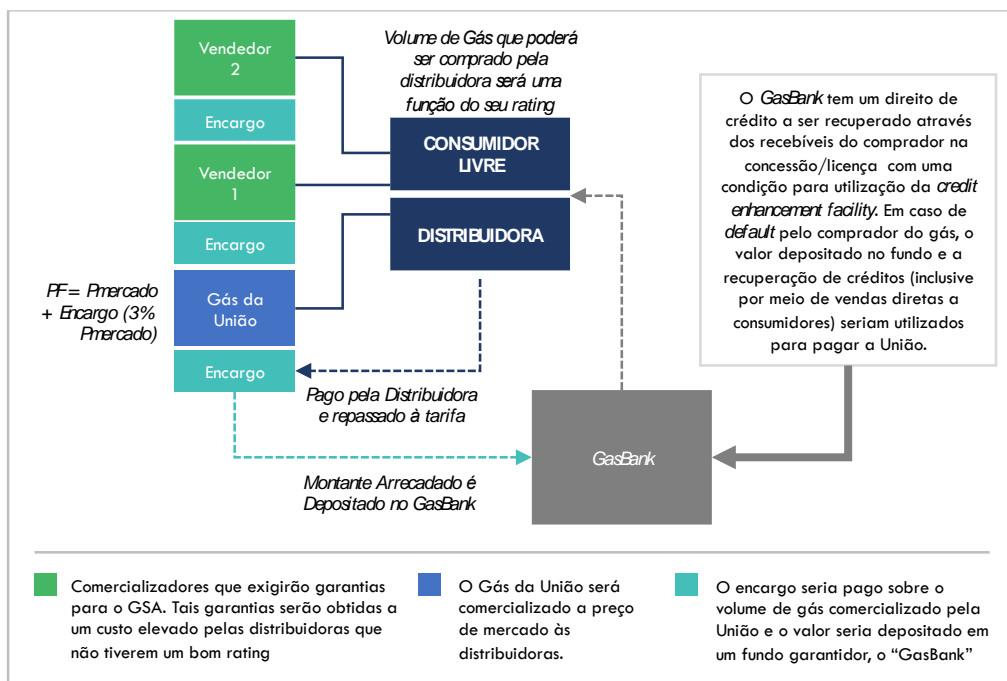 Vendedor
2
Encargo
Vendedor
1
Encargo
Gás da
União
Encargo
PF = Pmercado
+ Encargo (3%
Pmercado)
Volume de Gás que poderá
ser comprado pela
distribuidora será uma
função do seu rating
CONSUMIDOR
LIVRE
DISTRIBUIDORA
Pago pela Distribuidora
e repassado à tarifa
Montante Arrecadado é
Depositado no GasBank
GasBank
O GasBank tem um direito de
crédito a ser recuperado através
dos recebíveis do comprador na
concessão/licença com uma
condição para utilização da credit
enhancement facility. Em caso de
default pelo comprador do gás, o
valor depositado no fundo e a
recuperação de créditos (inclusive
por meio de vendas diretas a
consumidores) seriam utilizados
para pagar a União.
Comercializadores que exigirão garantias
para o GSA. Tais garantias serão obtidas a
um custo elevado pelas distribuidoras que
não tiverem um bom rating
O Gás da União será
comercializado a preço
de mercado às
distribuidoras.
O encargo seria pago sobre o
volume de gás comercializado pela
União e o valor seria depositado em
um fundo garantidor, o “GasBank”